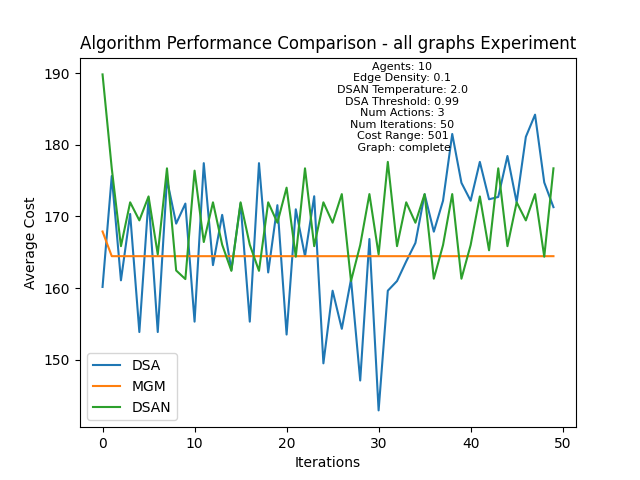 Algorithm Performance Comparison - all graphs Experiment
Agents: 10
Edge Density: 0.1
DSAN Temperature: 2.0
DSA Threshold: 0.99
Num Actions: 3
Num Iterations: 50
Cost Range: 501
Graph: complete
Average Cost
190
180
170
160
150
DSA
MGM
DSAN
0
10
20
30
40
50
Iterations